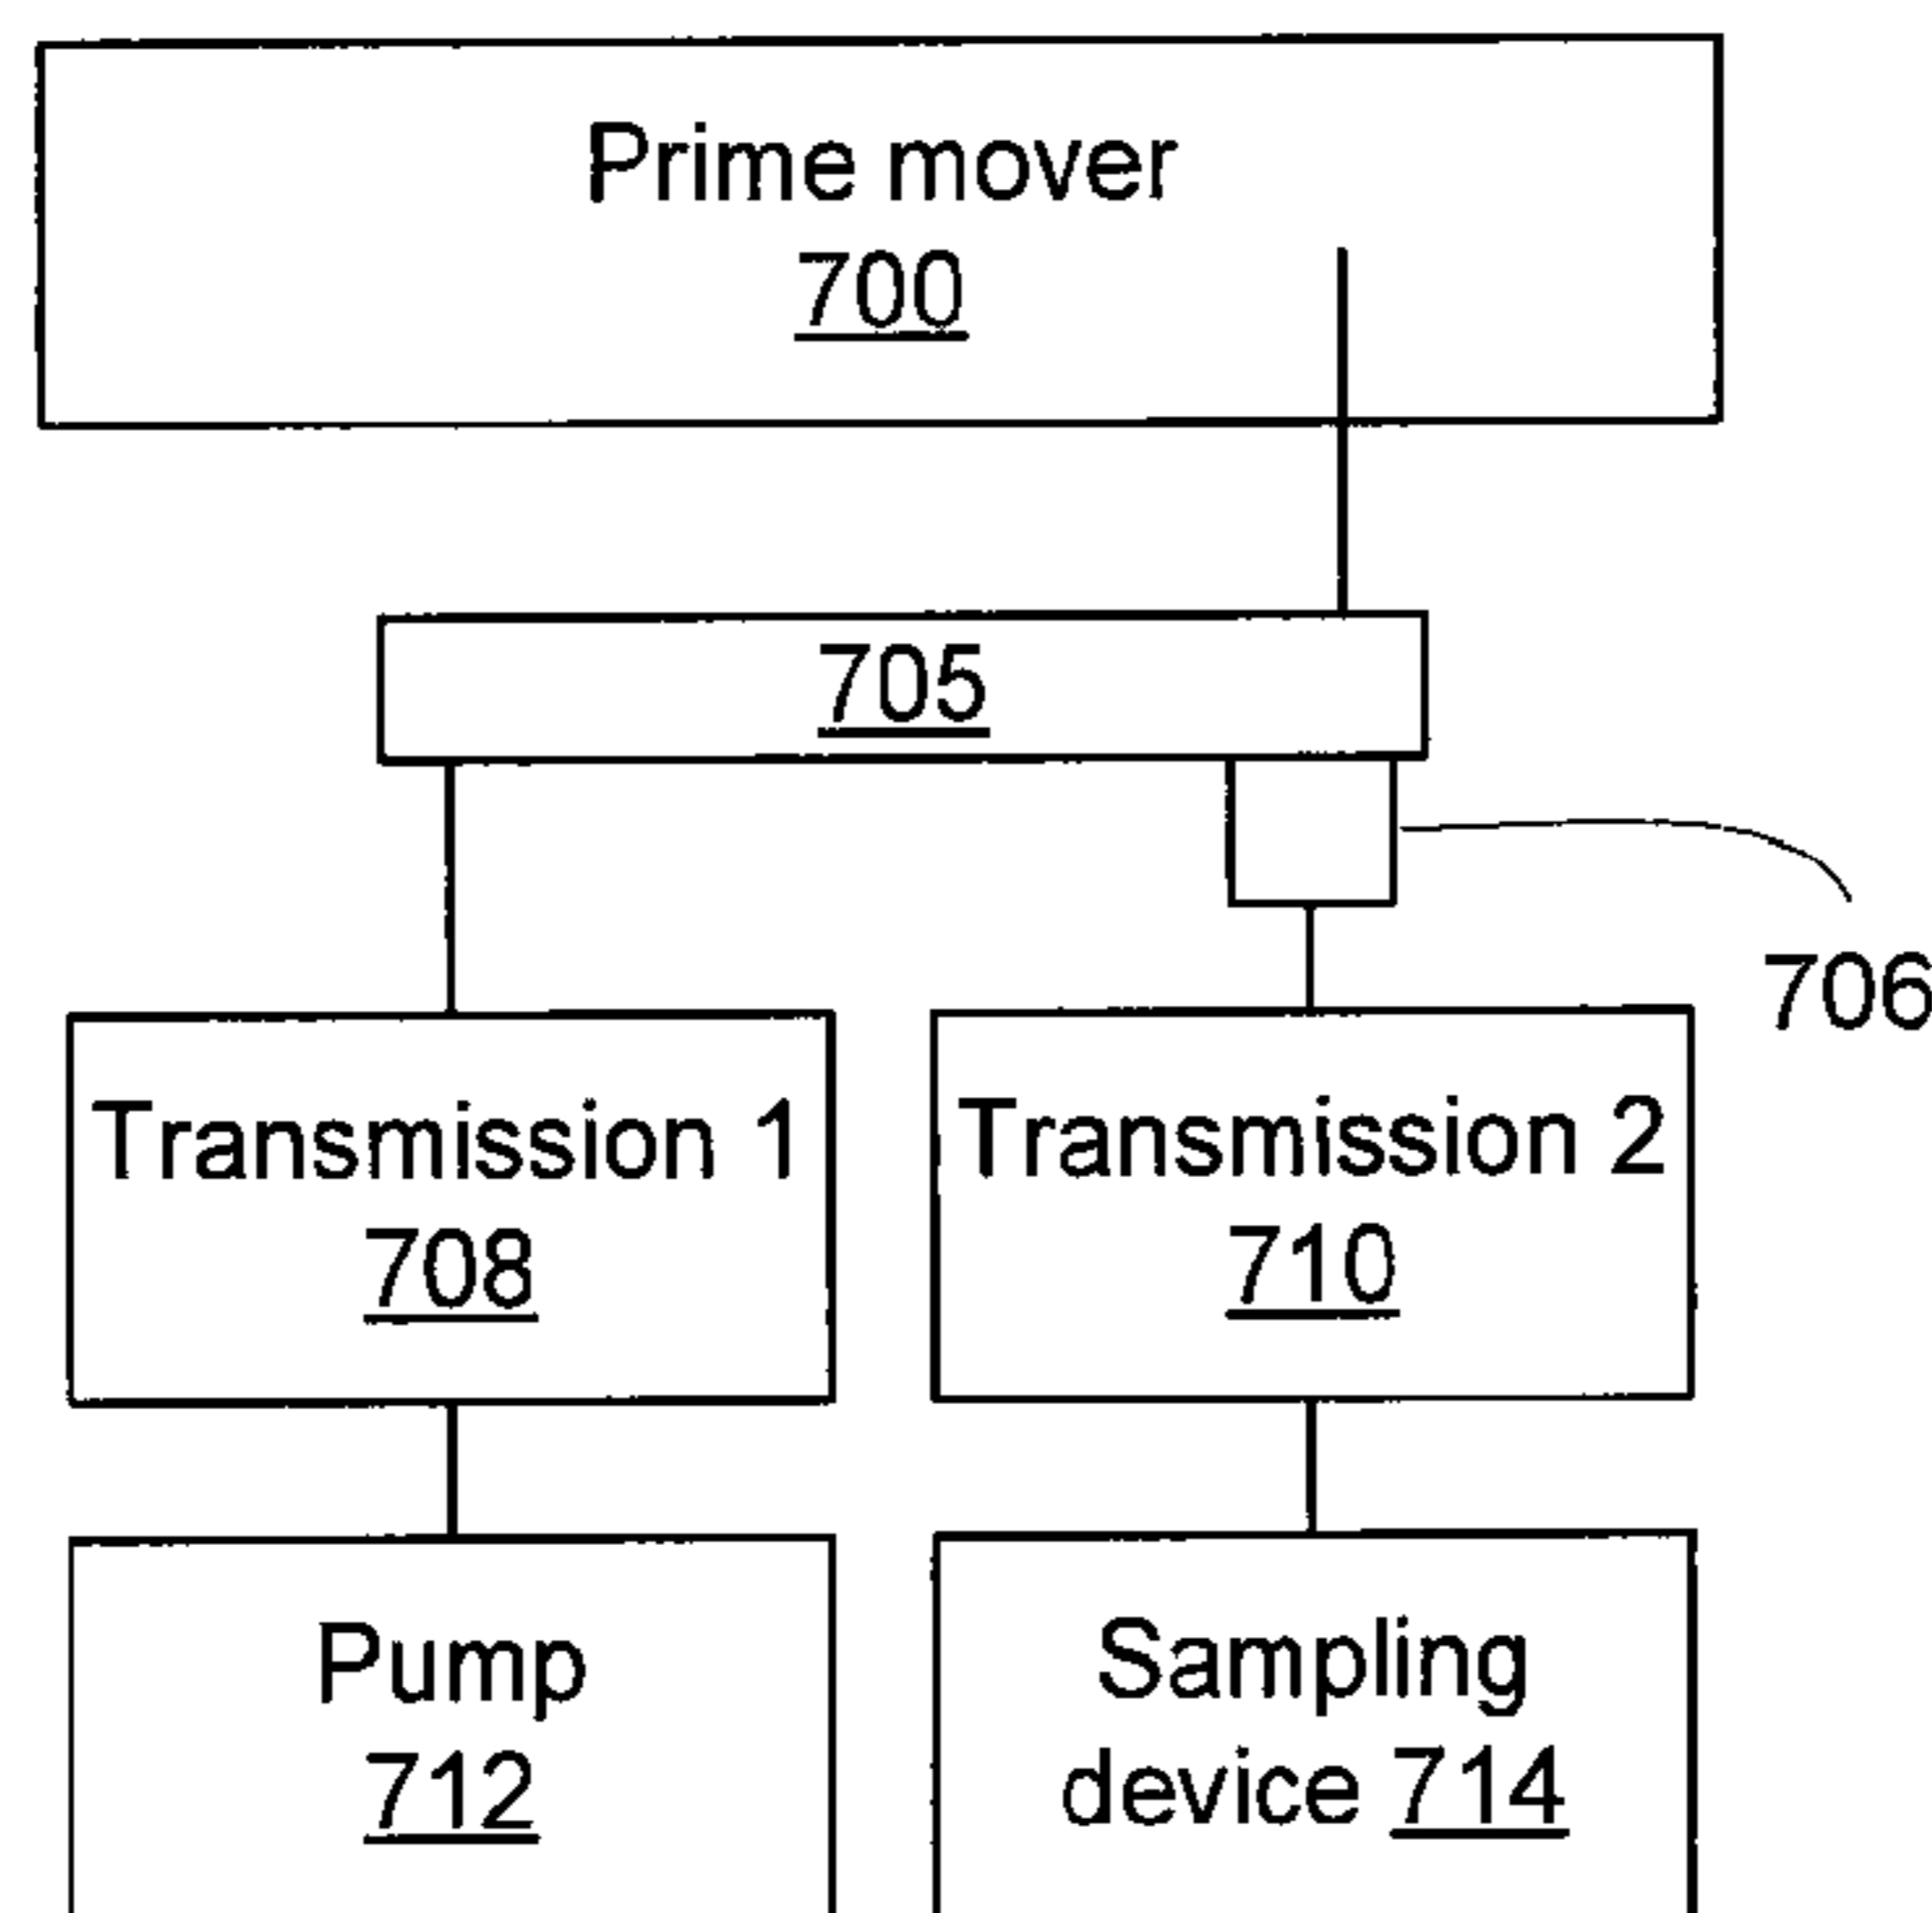 Prime mover
700
705
706
Transmission 1
708
Transmission 2
710
Pump
712
Sampling
device 714